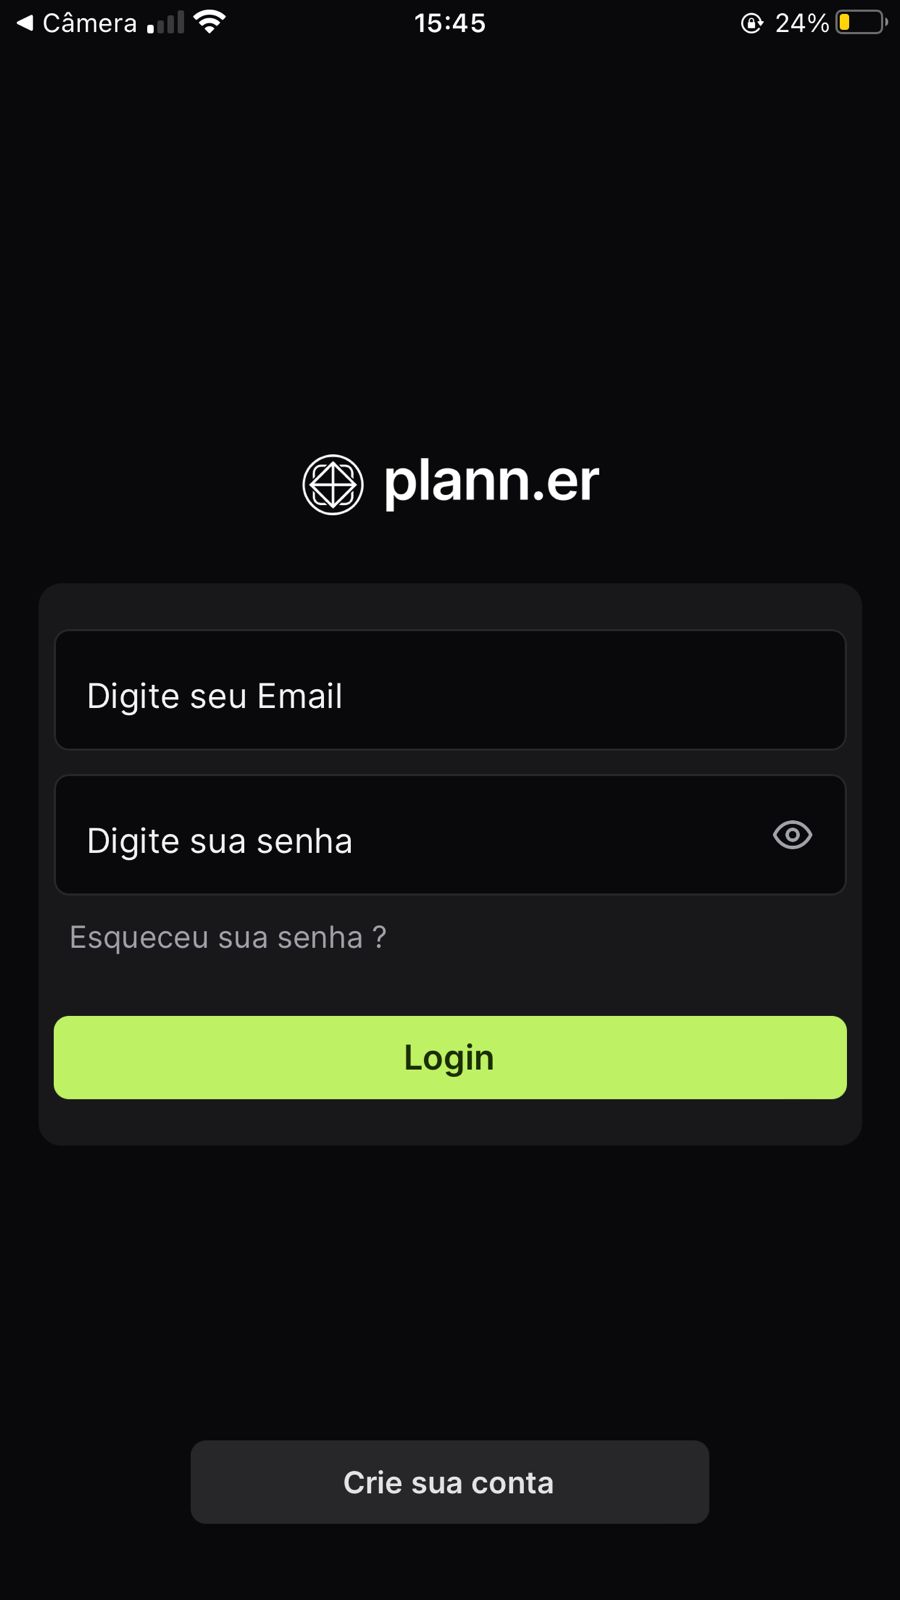 ◀ Câmera 15:45 24%
plann.er
Digite seu Email
Digite sua senha
Esqueceu sua senha ?
Login
Crie sua conta